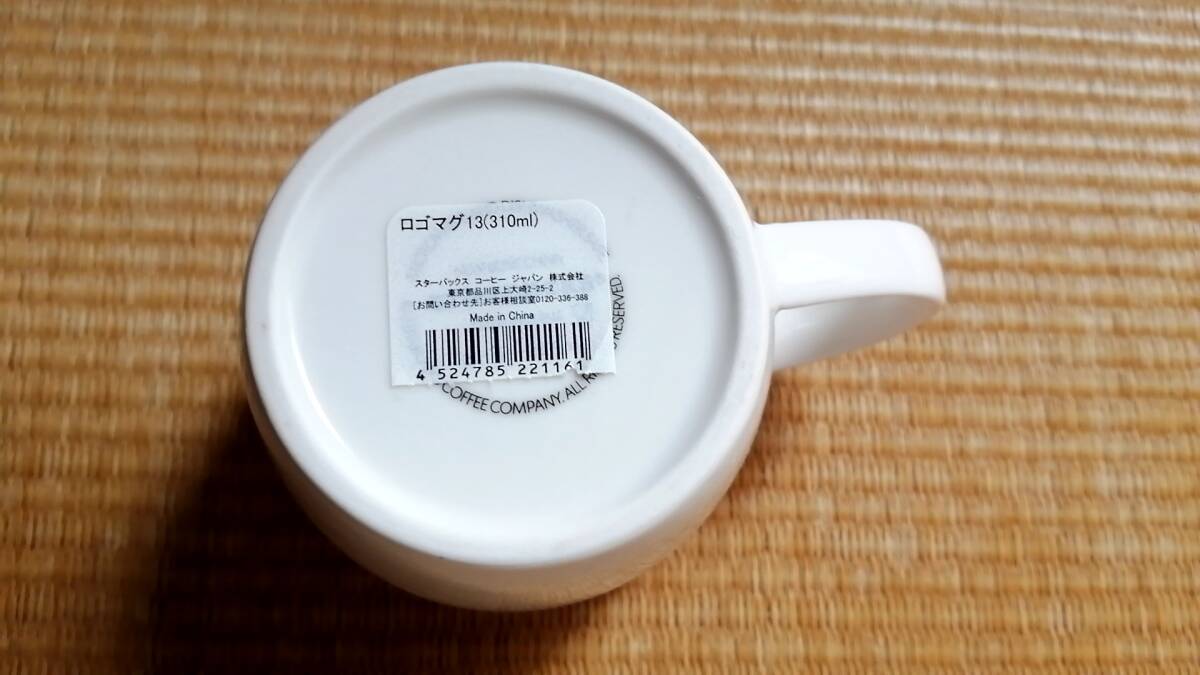 ロゴマグ13(310ml)
スターバックス コーヒー ジャパン 株式会社
東京都品川区上大崎2-25-2
[お問い合わせ先]お客様相談室0120-336-388
Made in China
4 524785 221161
COFFEE COMPANY. ALL
RESERVED.